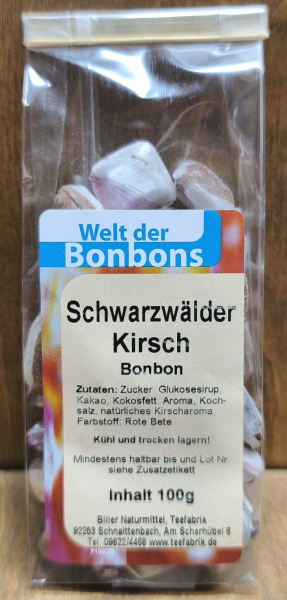 Welt der
Bonbons
Schwarzwälder
Kirsch
Bonbon
Zutaten: Zucker Glukosesirup,
Kakao, Kokosfett. Aroma, Koch-
salz, natürliches Kirscharoma.
Farbstoff: Rote Bete
Kühl und trocken lagern!
Mindestens haltbar bis und Lot Nr.
siehe Zusatzetikett
Inhalt 100g
Biller Naturmittel, Teefabrik
92253 Schnaittenbach, Am Scherhübel 6
Tel. 09622/4468 www.teefabrik.de